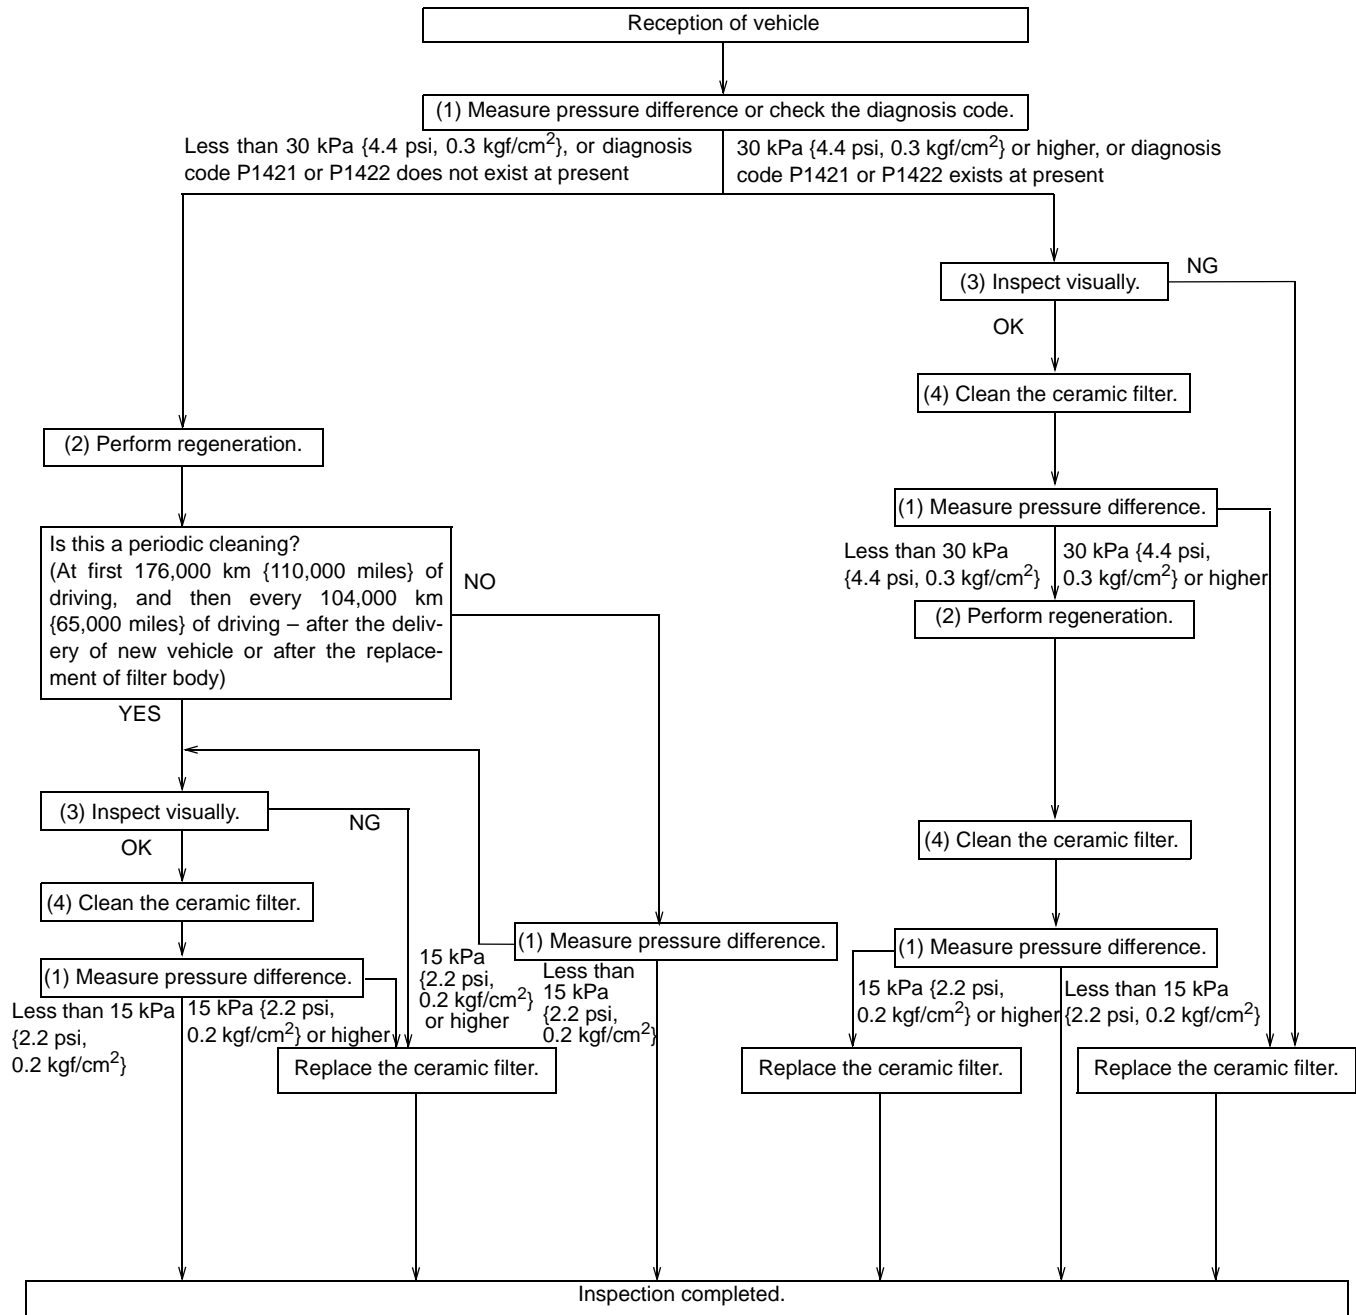 Reception of vehicle
(1) Measure pressure difference or check the diagnosis code.
Less than 30 kPa {4.4 psi, 0.3 kgf/cm²}, or diagnosis
code P1421 or P1422 does not exist at present
30 kPa {4.4 psi, 0.3 kgf/cm²} or higher, or diagnosis
code P1421 or P1422 exists at present
(2) Perform regeneration.
Is this a periodic cleaning?
(At first 176,000 km {110,000 miles} of
driving, and then every 104,000 km
{65,000 miles} of driving – after the deliv-
ery of new vehicle or after the replace-
ment of filter body)
NO
YES
(3) Inspect visually.
NG
OK
(4) Clean the ceramic filter.
(1) Measure pressure difference.
Less than 15 kPa
{2.2 psi,
0.2 kgf/cm²}
15 kPa {2.2 psi,
0.2 kgf/cm²} or higher
Replace the ceramic filter.
15 kPa
{2.2 psi,
0.2 kgf/cm²}
or higher
(1) Measure pressure difference.
Less than
15 kPa
{2.2 psi,
0.2 kgf/cm²}
(3) Inspect visually.
NG
OK
(4) Clean the ceramic filter.
(1) Measure pressure difference.
Less than 30 kPa
{4.4 psi, 0.3 kgf/cm²}
30 kPa {4.4 psi,
0.3 kgf/cm²} or higher
(2) Perform regeneration.
(4) Clean the ceramic filter.
(1) Measure pressure difference.
15 kPa {2.2 psi,
0.2 kgf/cm²} or higher
Less than 15 kPa
{2.2 psi, 0.2 kgf/cm²}
Replace the ceramic filter.
Replace the ceramic filter.
Inspection completed.